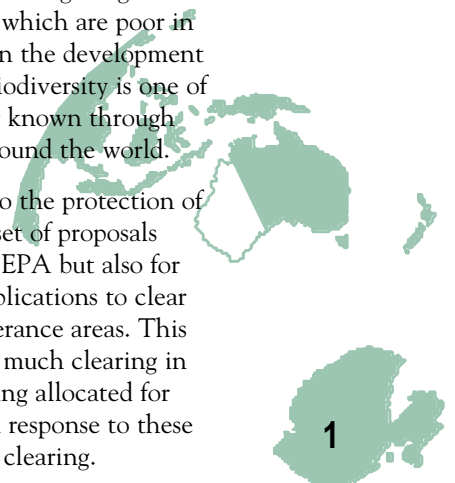 which are poor in
n the development
iodiversity is one of
known through
ound the world.
o the protection of
set of proposals
EPA but also for
plications to clear
erance areas. This
much clearing in
ng allocated for
response to these
clearing.
1